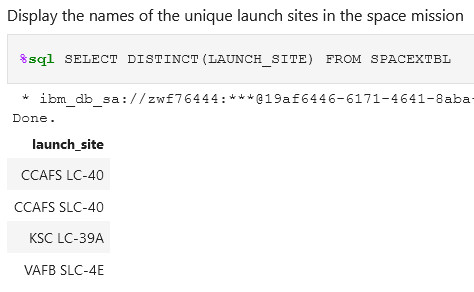 Display the names of the unique launch sites in the space mission
%sql SELECT DISTINCT(LAUNCH_SITE) FROM SPACEXTBL
* ibm_db_sa://zwf76444:***@19af6446-6171-4641-8aba-
Done.
launch_site
CCAFS LC-40
CCAFS SLC-40
KSC LC-39A
VAFB SLC-4E